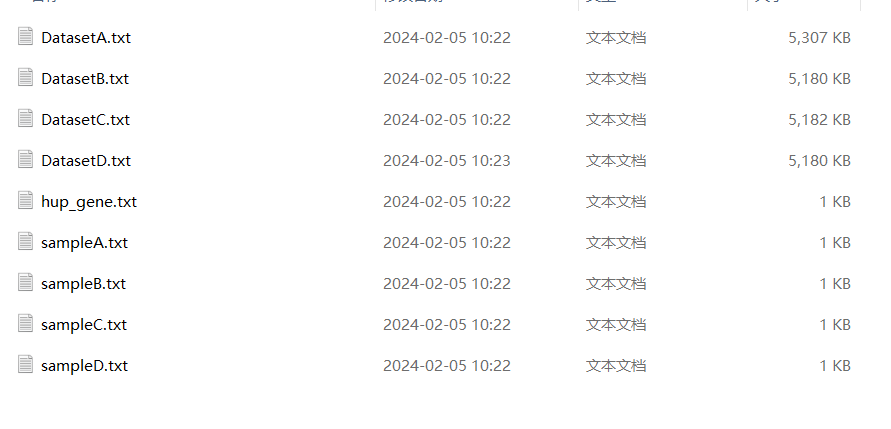 DatasetA.txt 2024-02-05 10:22 文本文档 5,307 KB
DatasetB.txt 2024-02-05 10:22 文本文档 5,180 KB
DatasetC.txt 2024-02-05 10:22 文本文档 5,182 KB
DatasetD.txt 2024-02-05 10:23 文本文档 5,180 KB
hup_gene.txt 2024-02-05 10:22 文本文档 1 KB
sampleA.txt 2024-02-05 10:22 文本文档 1 KB
sampleB.txt 2024-02-05 10:22 文本文档 1 KB
sampleC.txt 2024-02-05 10:22 文本文档 1 KB
sampleD.txt 2024-02-05 10:22 文本文档 1 KB